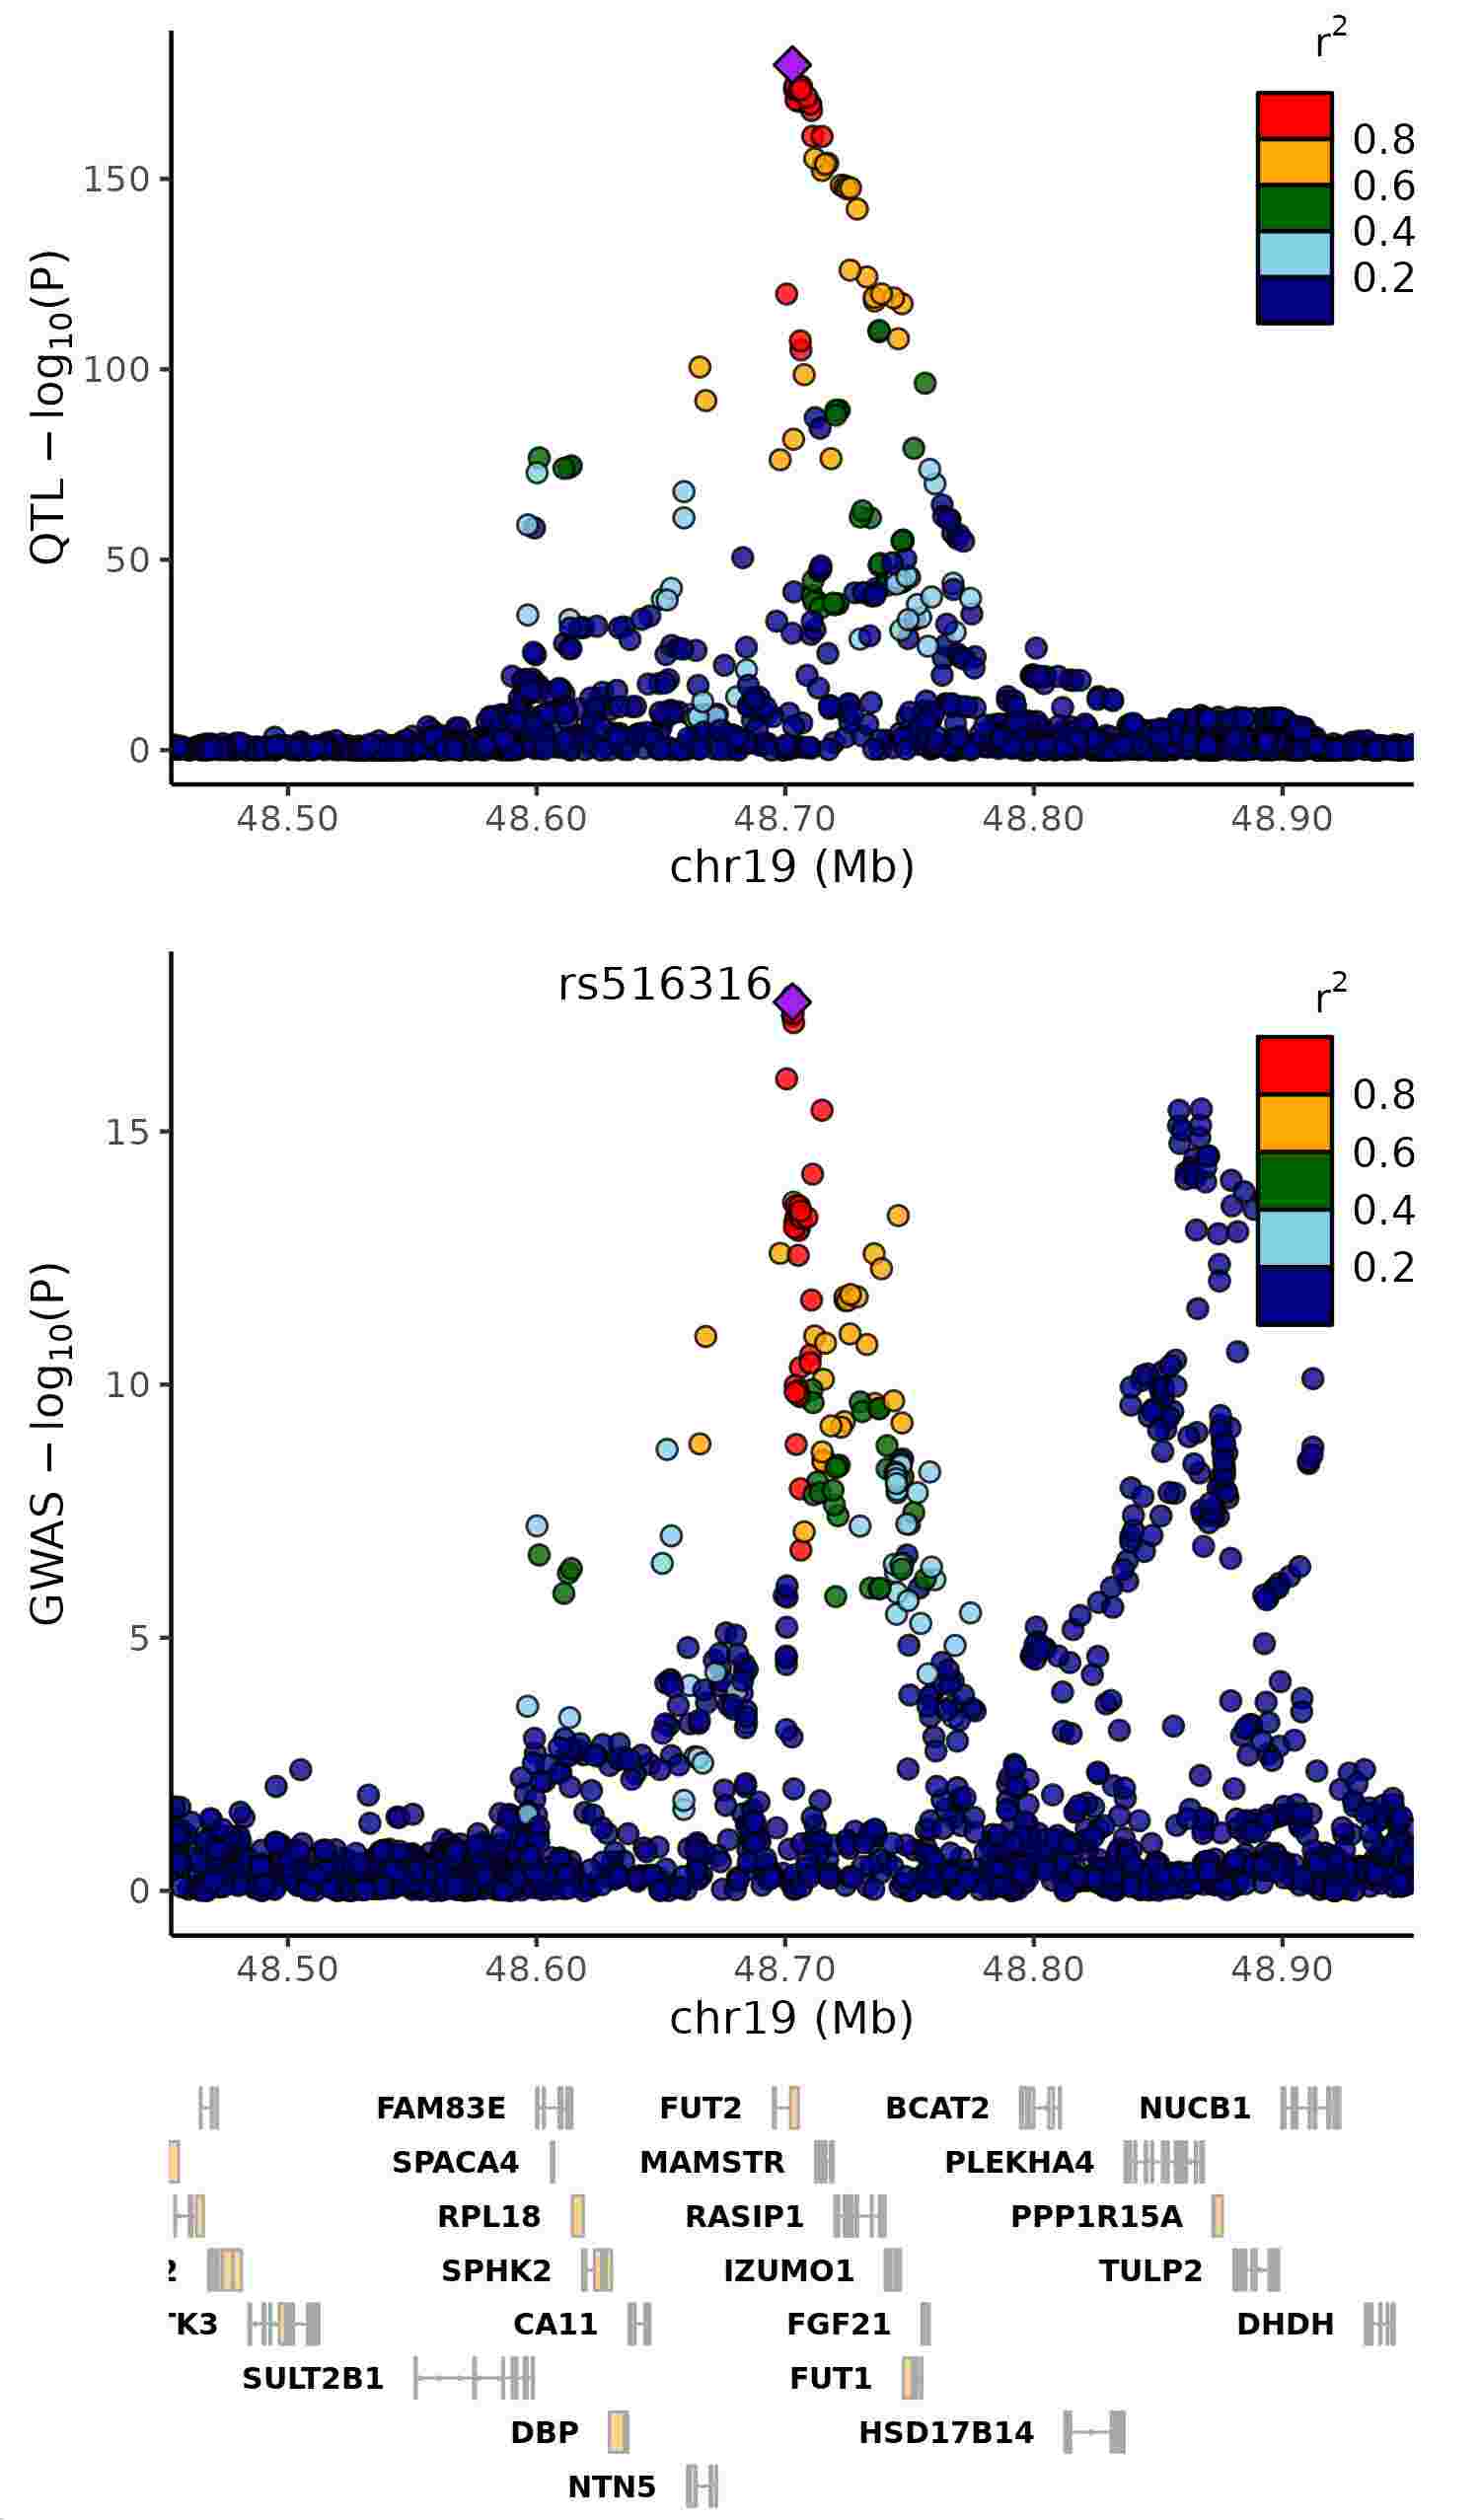 r2
0.8
0.6
0.4
0.2
150
100
50
0
QTL −log10(P)
48.50 48.60 48.70 48.80 48.90
chr19 (Mb)
rs516316
r2
0.8
0.6
0.4
0.2
15
10
5
0
GWAS −log10(P)
48.50 48.60 48.70 48.80 48.90
chr19 (Mb)
FAM83E FUT2 BCAT2 NUCB1
SPACA4 MAMSTR PLEKHA4
RPL18 RASIP1 PPP1R15A
2 SPHK2 IZUMO1 TULP2
TK3 CA11 FGF21 DHDH
SULT2B1 FUT1
DBP HSD17B14
NTN5